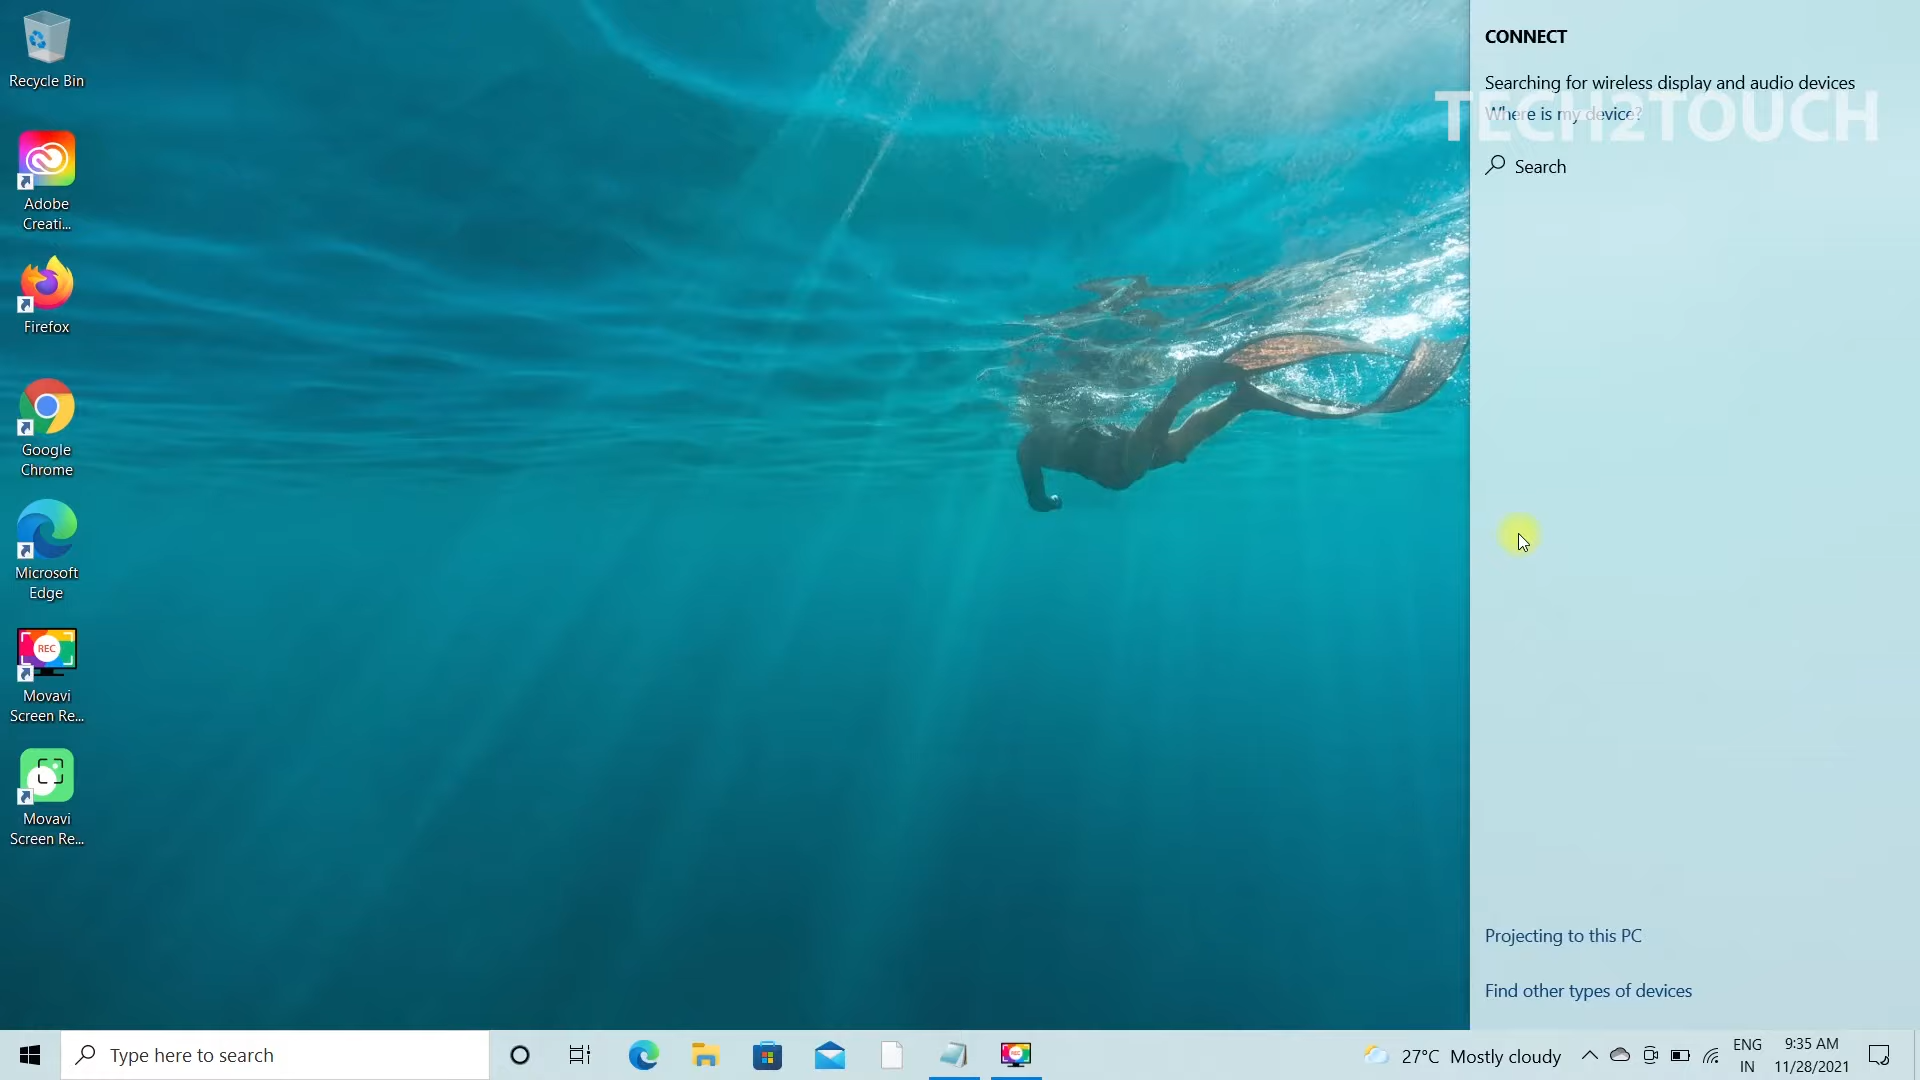 Recycle Bin
Adobe
Creati...
Firefox
Google
Chrome
Microsoft
Edge
REC
Movavi
Screen Re...
Movavi
Screen Re...
CONNECT
Searching for wireless display and audio devices
Where is my device?
TECH2TOUCH
Search
Projecting to this PC
Find other types of devices
Type here to search
REC
27°C Mostly cloudy
ENG
IN
9:35 AM
11/28/2021